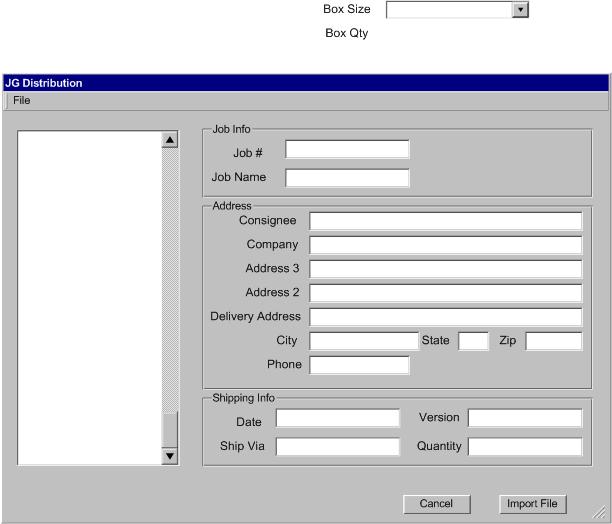 Box Size
Box Qty
JG Distribution
File
Job Info
Job #
Job Name
Address
Consignee
Company
Address 3
Address 2
Delivery Address
City State Zip
Phone
Shipping Info
Date Version
Ship Via Quantity
Cancel Import File